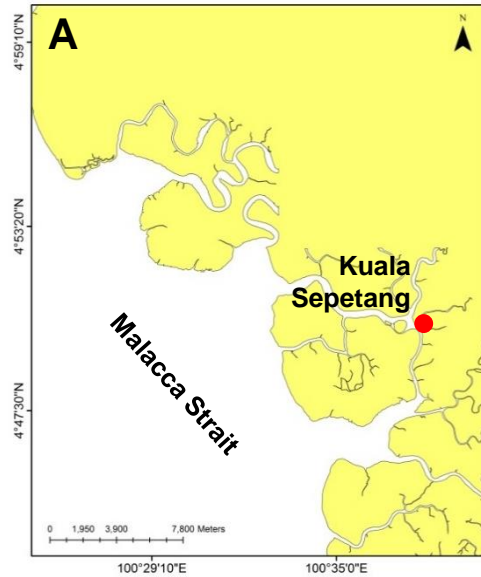 A
N
4°59'10"N
4°53'20"N
Kuala
Sepetang
Malacca Strait
4°47'30"N
0 1,950 3,900 7,800 Meters
100°29'10"E 100°35'0"E